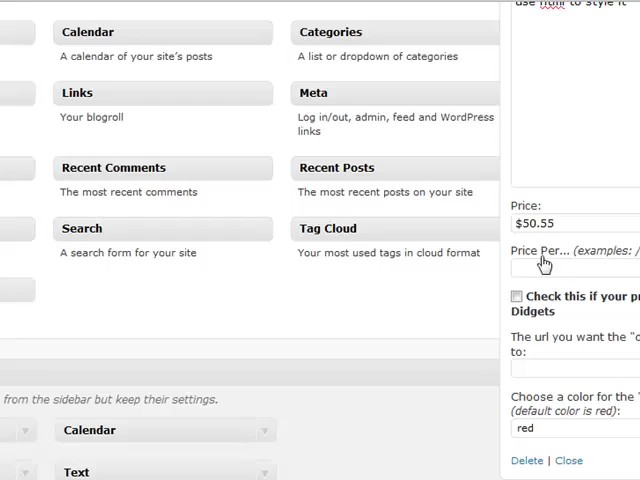 use html to style it
Calendar
Categories
A calendar of your site's posts
A list or dropdown of categories
Links
Meta
Your blogroll
Log in/out, admin, feed and WordPress
links
Recent Comments
Recent Posts
The most recent comments
The most recent posts on your site
Price:
$50.55
Search
Tag Cloud
A search form for your site
Your most used tags in cloud format
Price Per... (examples: /
Check this if your pr
Didgets
The url you want the "o
to:
Choose a color for the "
(default color is red):
red
from the sidebar but keep their settings.
Calendar
Delete | Close
Text